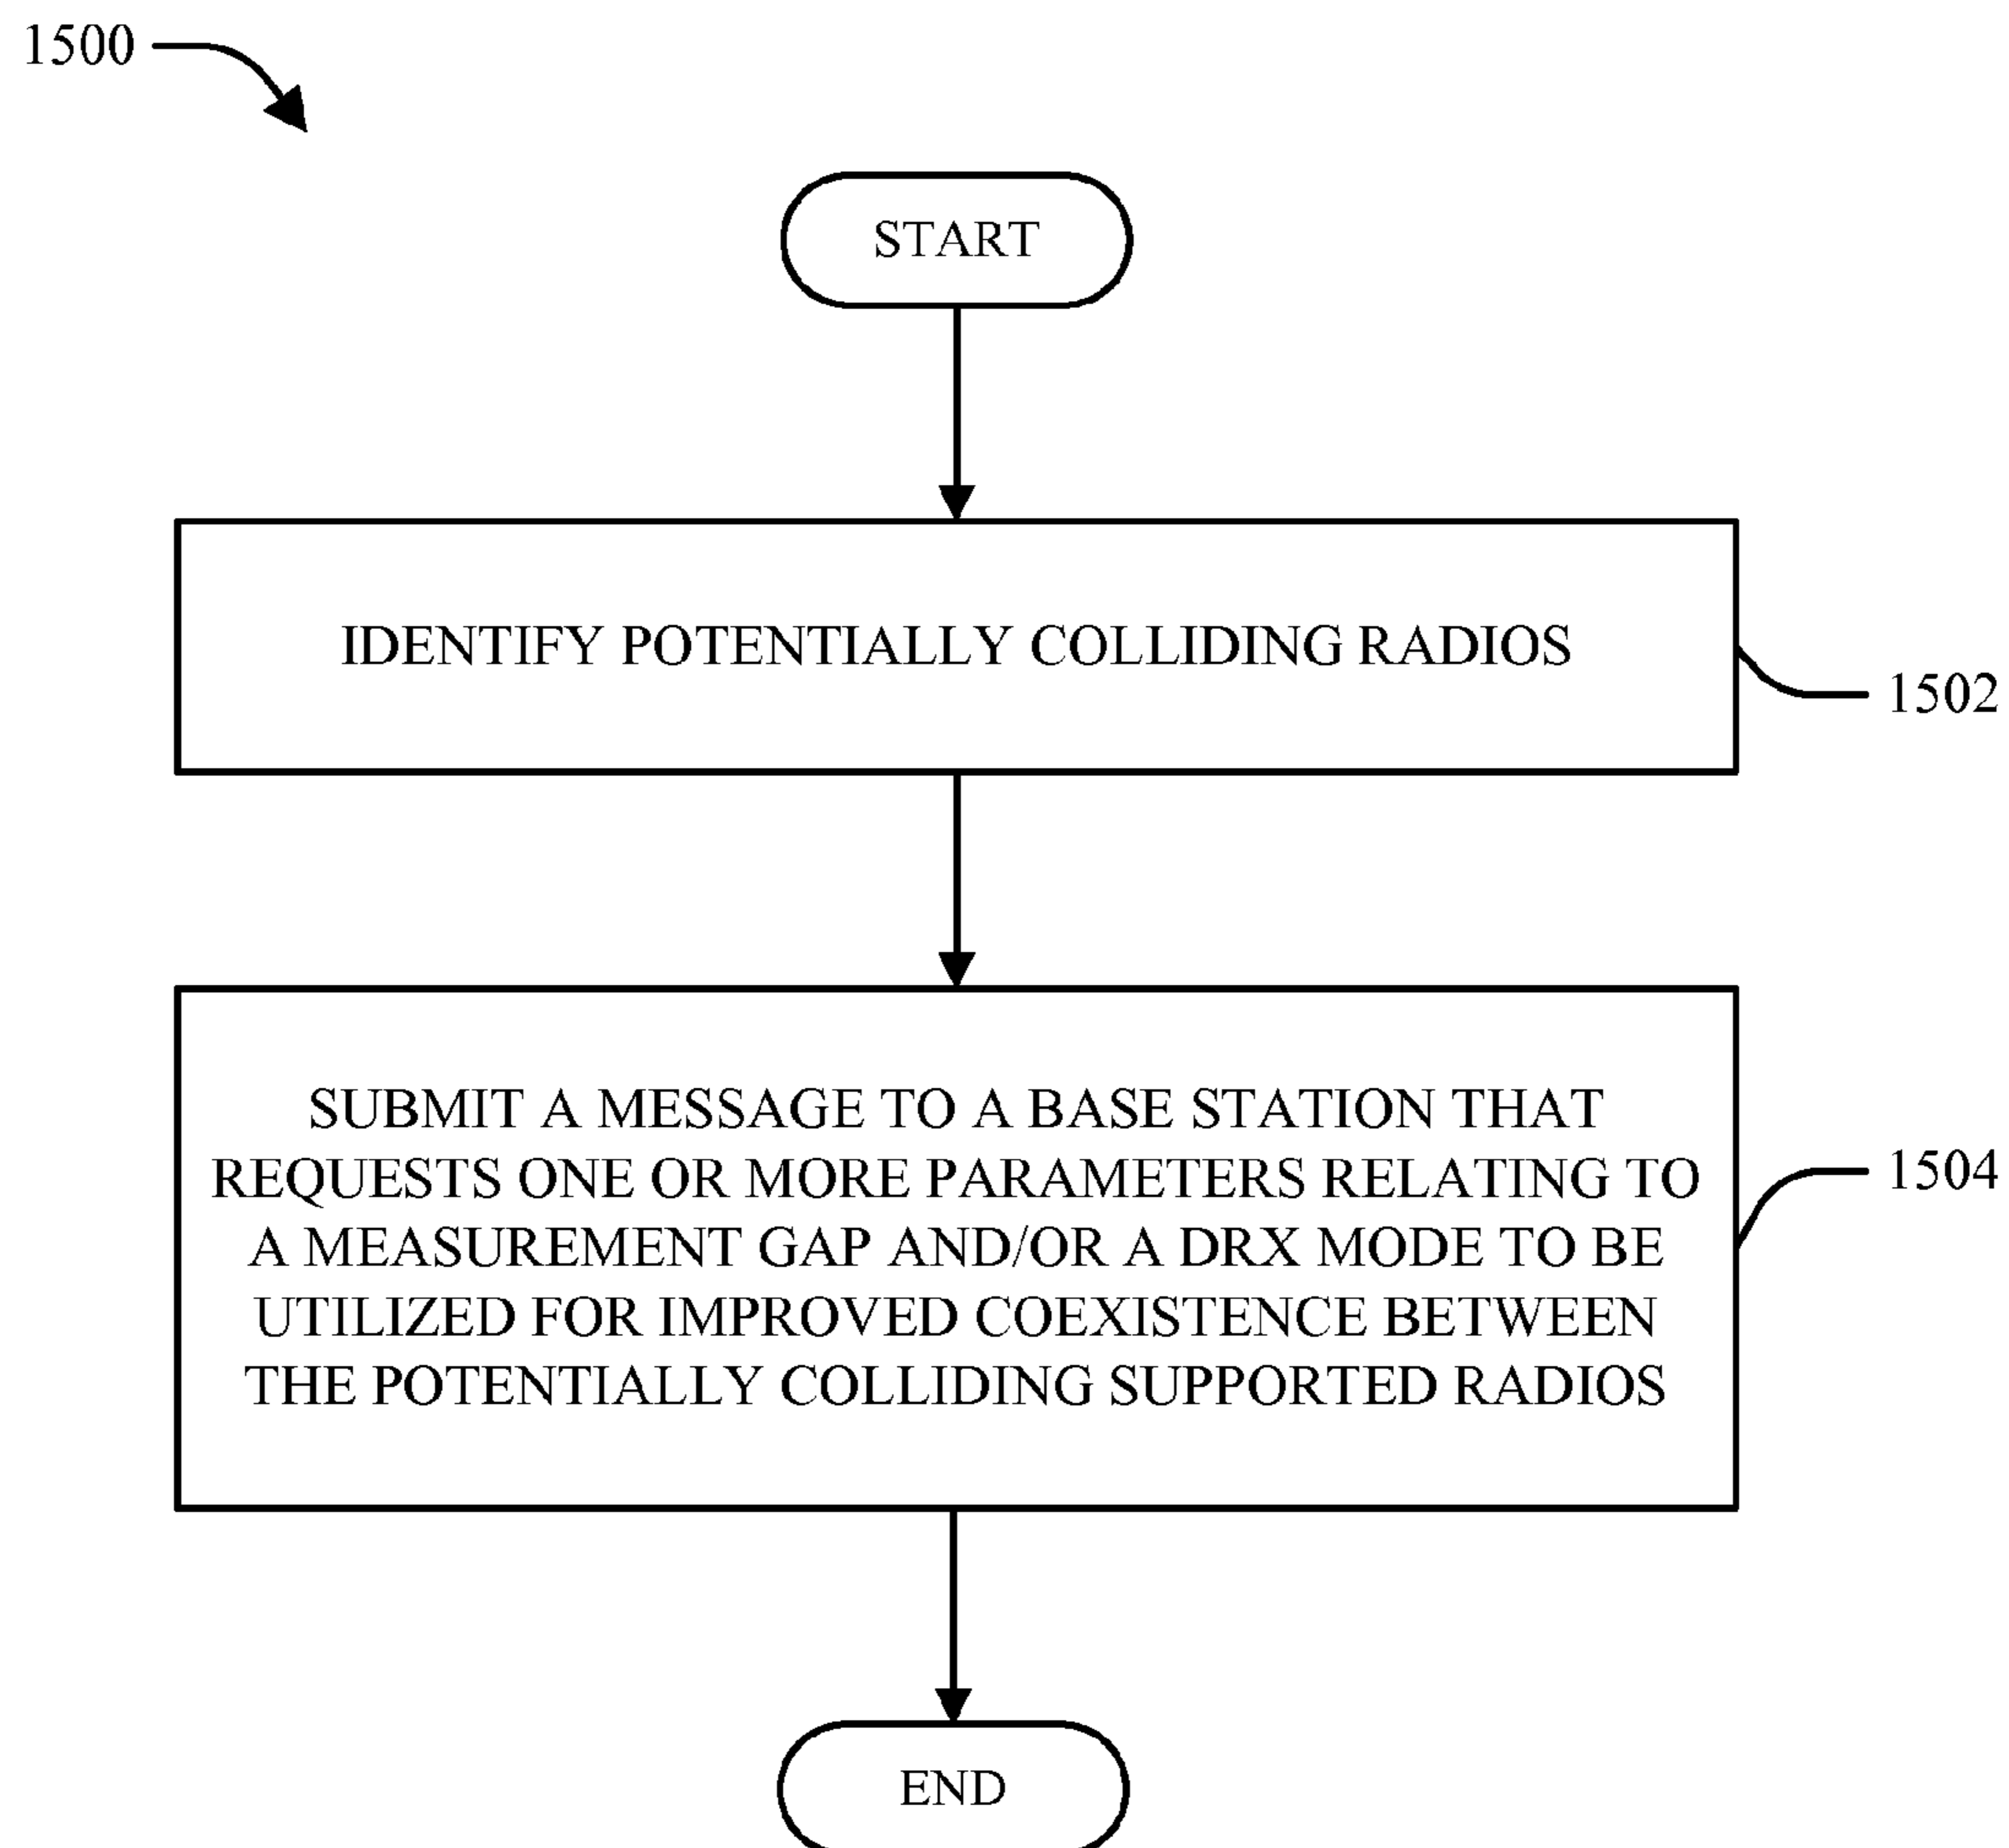 1500
START
IDENTIFY POTENTIALLY COLLIDING RADIOS
1502
SUBMIT A MESSAGE TO A BASE STATION THAT
REQUESTS ONE OR MORE PARAMETERS RELATING TO
A MEASUREMENT GAP AND/OR A DRX MODE TO BE
UTILIZED FOR IMPROVED COEXISTENCE BETWEEN
THE POTENTIALLY COLLIDING SUPPORTED RADIOS
1504
END